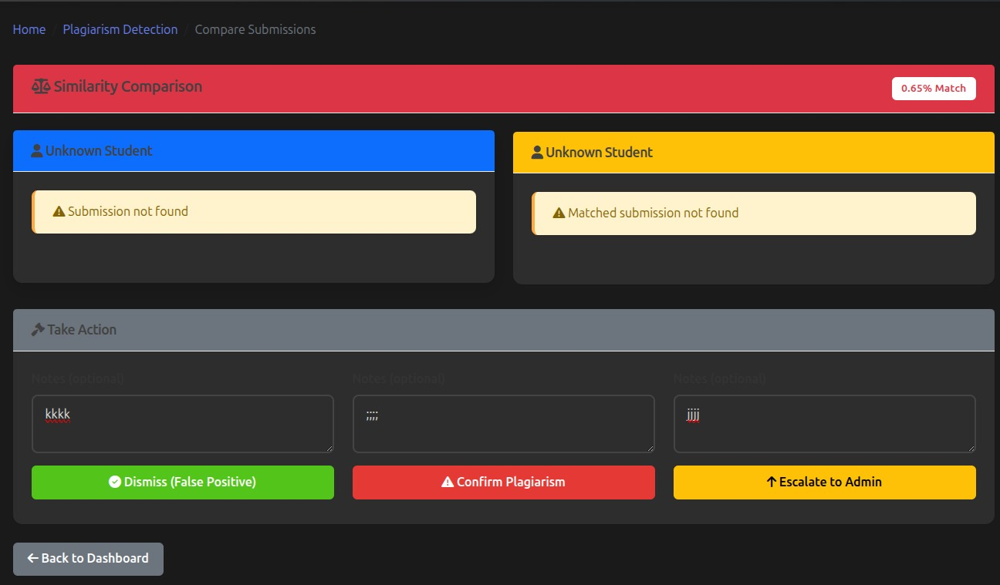 Home / Plagiarism Detection / Compare Submissions
Similarity Comparison
0.65% Match
Unknown Student
Submission not found
Unknown Student
Matched submission not found
Take Action
Notes (optional)
kkkk
Dismiss (False Positive)
Notes (optional)
;;;;
Confirm Plagiarism
Notes (optional)
jjjj
Escalate to Admin
Back to Dashboard